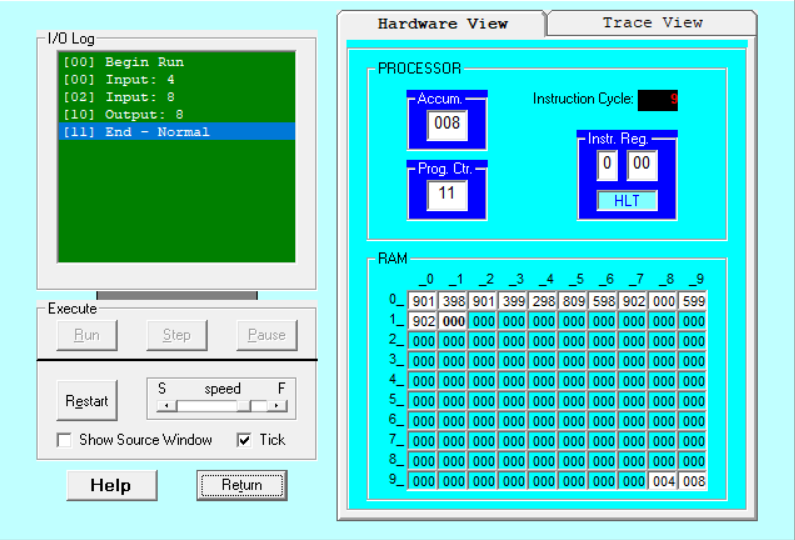 I/O Log
[00] Begin Run
[00] Input: 4
[02] Input: 8
[10] Output: 8
[11] End - Normal
Execute
Run Step Pause
Restart
S speed F
Show Source Window Tick
Help Return
Hardware View Trace View
PROCESSOR
Accum.
008
Instruction Cycle: 9
Prog. Ctr.
11
Instr. Reg.
0 00
HLT
RAM
_0 _1 _2 _3 _4 _5 _6 _7 _8 _9
0_ 901 398 901 399 298 809 598 902 000 599
1_ 902 000 000 000 000 000 000 000 000 000
2_ 000 000 000 000 000 000 000 000 000 000
3_ 000 000 000 000 000 000 000 000 000 000
4_ 000 000 000 000 000 000 000 000 000 000
5_ 000 000 000 000 000 000 000 000 000 000
6_ 000 000 000 000 000 000 000 000 000 000
7_ 000 000 000 000 000 000 000 000 000 000
8_ 000 000 000 000 000 000 000 000 000 000
9_ 000 000 000 000 000 000 000 000 004 008